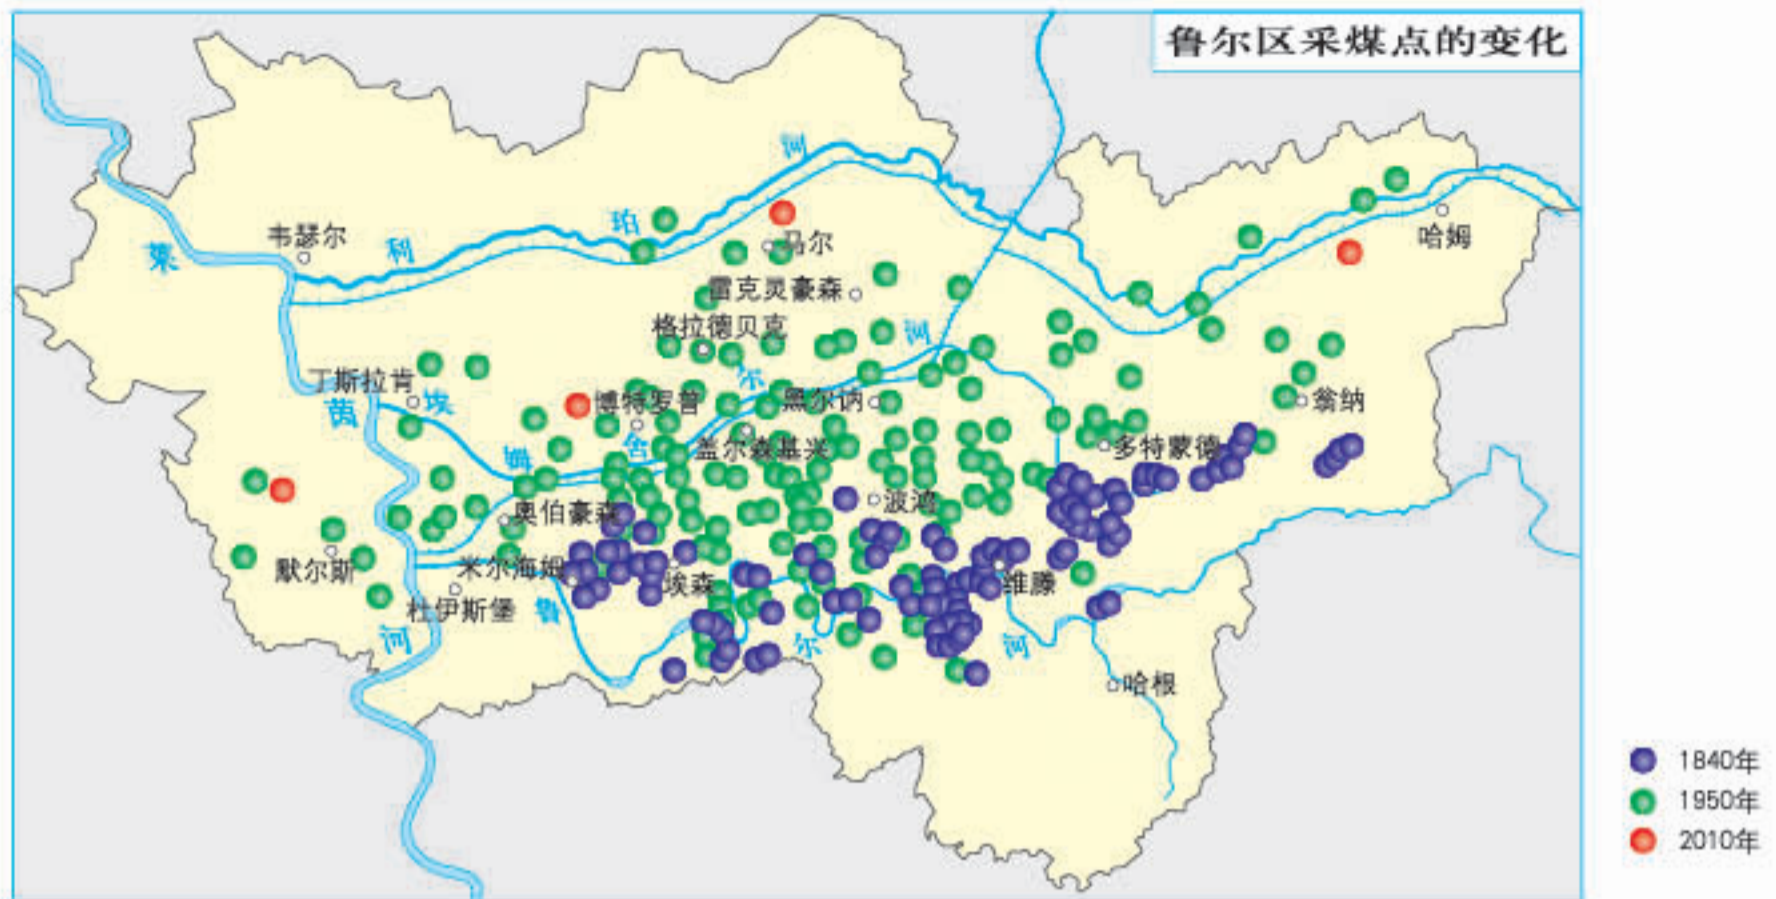 鲁尔区采煤点的变化
河
珀
利
韦瑟尔
莱
马尔
哈姆
雷克灵豪森
格拉德贝克
河
丁斯拉肯
埃
茵
博特罗普
尔
黑尔讷
翁纳
姆
舍
盖尔森基兴
多特蒙德
奥伯豪森
波鸿
默尔斯
米尔海姆
埃森
维滕
杜伊斯堡
鲁
河
尔
河
哈根
1840年
1950年
2010年